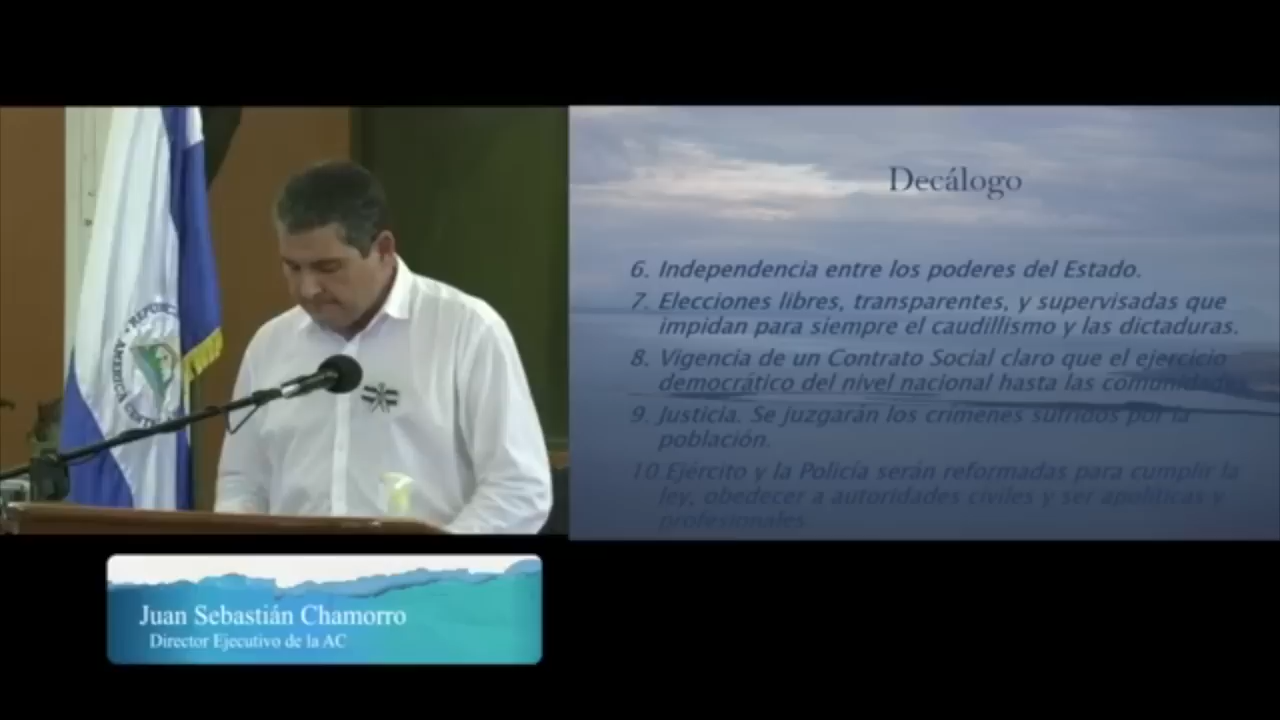 Decálogo
6. Independencia entre los poderes del Estado.
7. Elecciones libres, transparentes, y supervisadas que
impidan para siempre el caudillismo y las dictaduras.
8. Vigencia de un Contrato Social claro que el ejercicio
democrático del nivel nacional hasta las comunidades
9. Justicia. Se juzgarán los crímenes sufridos por la
población.
10 Ejército y la Policía serán reformadas para cumplir la
ley, obedecer a autoridades civiles y ser apolíticas y
profesionales
Juan Sebastián Chamorro
Director Ejecutivo de la AC